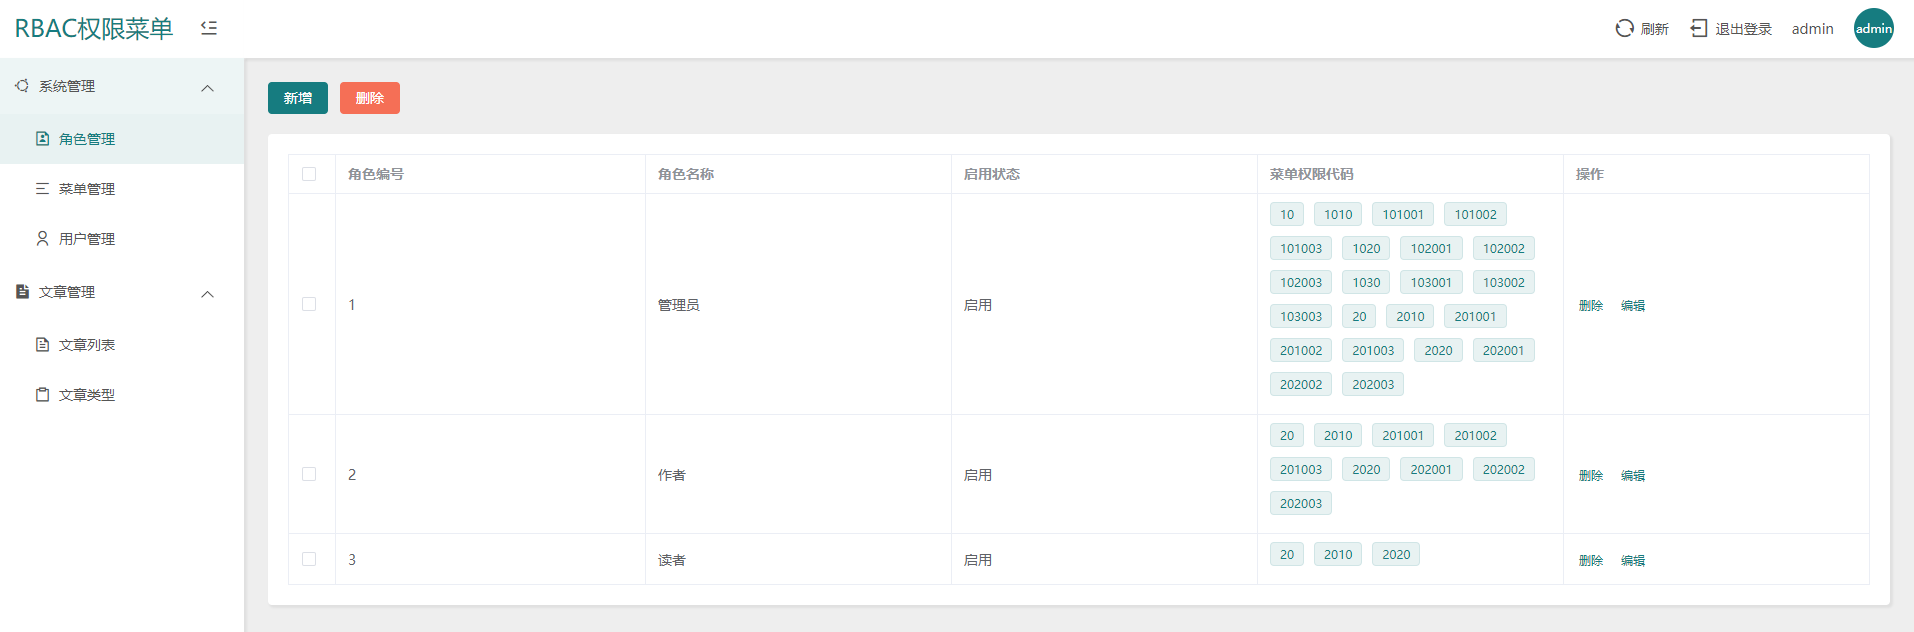 RBAC权限菜单
刷新 退出登录 admin admin
系统管理
角色管理
菜单管理
用户管理
文章管理
文章列表
文章类型
新增 删除
角色编号 角色名称 启用状态 菜单权限代码 操作
1 管理员 启用
10 1010 101001 101002
101003 1020 102001 102002
102003 1030 103001 103002
103003 20 2010 201001
201002 201003 2020 202001
202002 202003
删除 编辑
2 作者 启用
20 2010 201001 201002
201003 2020 202001 202002
202003
删除 编辑
3 读者 启用
20 2010 2020
删除 编辑